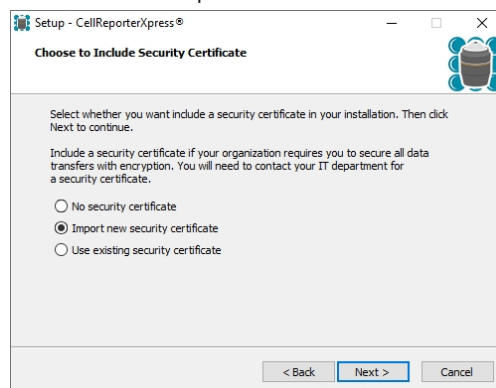 Setup - CellReporterXpress®
Choose to Include Security Certificate
Select whether you want include a security certificate in your installation. Then click
Next to continue.
Include a security certificate if your organization requires you to secure all data
transfers with encryption. You will need to contact your IT department for
a security certificate.
No security certificate
Import new security certificate
Use existing security certificate
< Back Next > Cancel